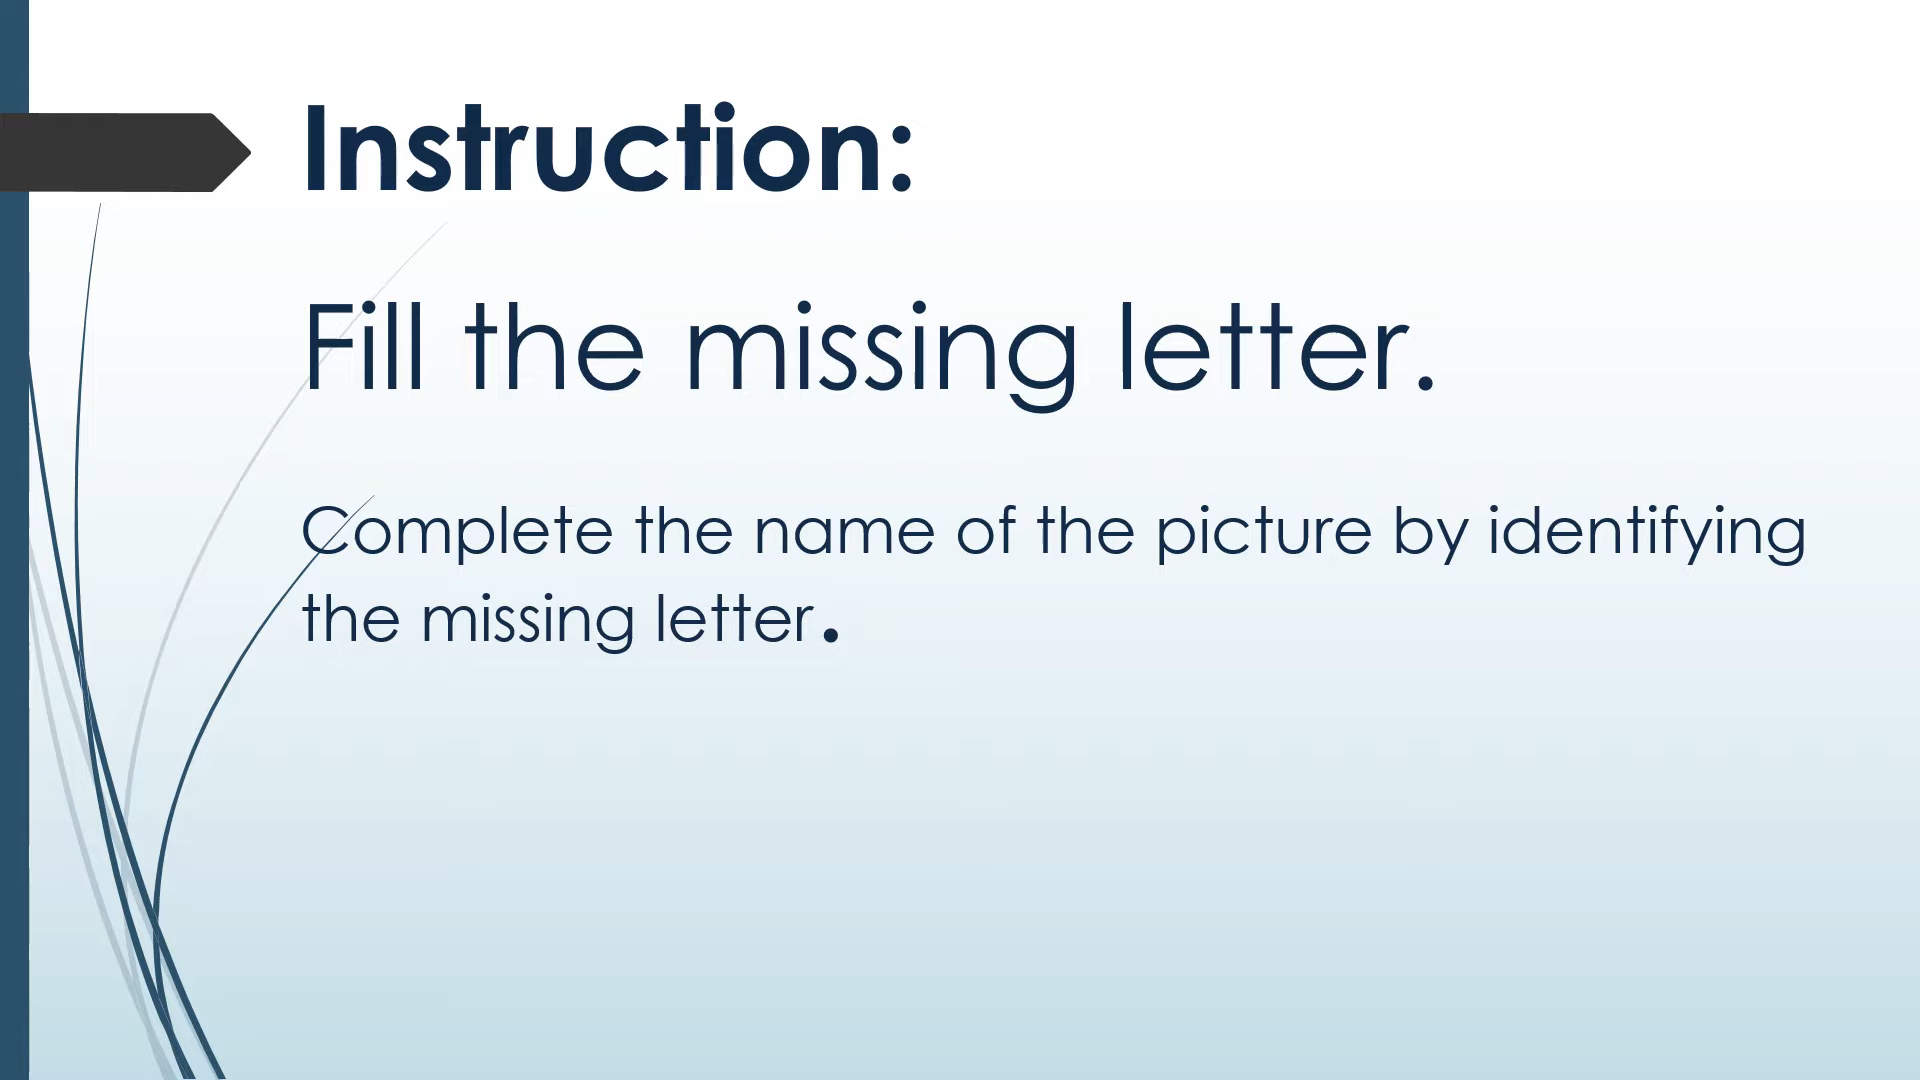 Instruction:
Fill the missing letter.
Complete the name of the picture by identifying
the missing letter.